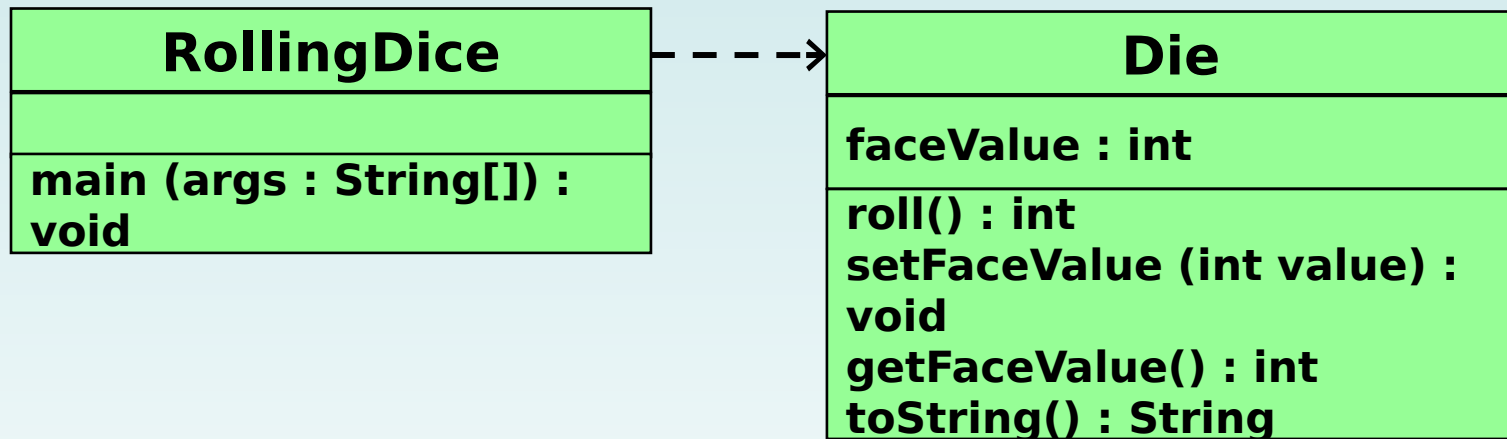 RollingDice
main (args : String[]) :
void
Die
faceValue : int
roll() : int
setFaceValue (int value) :
void
getFaceValue() : int
toString() : String